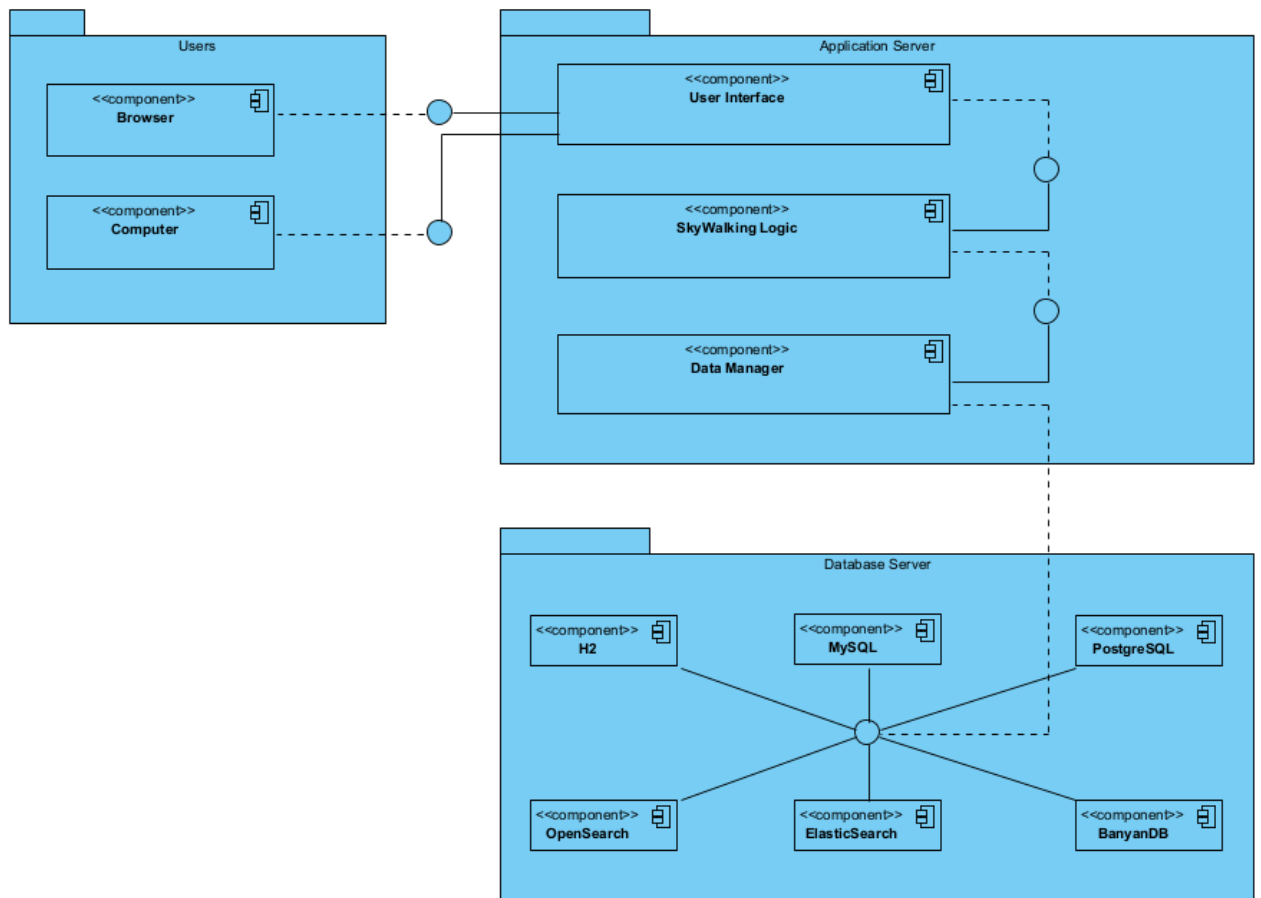 Users
<<component>>
Browser
<<component>>
Computer
Application Server
<<component>>
User Interface
<<component>>
SkyWalking Logic
<<component>>
Data Manager
Database Server
<<component>>
H2
<<component>>
MySQL
<<component>>
PostgreSQL
<<component>>
OpenSearch
<<component>>
ElasticSearch
<<component>>
BanyanDB